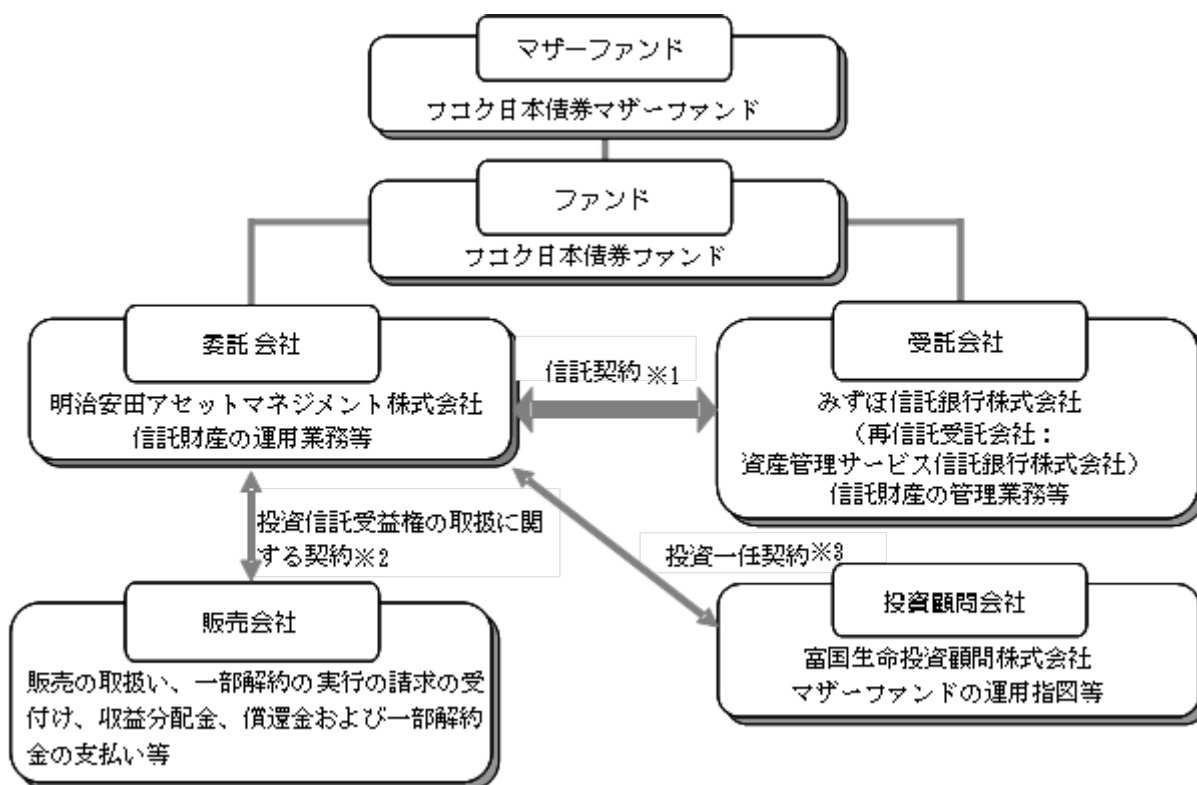 マザーファンド
フコク日本債券マザーファンド
ファンド
フコク日本債券ファンド
委託会社
明治安田アセットマネジメント株式会社
信託財産の運用業務等
信託契約※1
受託会社
みずほ信託銀行株式会社
（再信託受託会社：
資産管理サービス信託銀行株式会社）
信託財産の管理業務等
投資信託受益権の取扱に関
する契約※2
投資一任契約※3
販売会社
販売の取扱い、一部解約の実行の請求の受
付け、収益分配金、償還金および一部解約
金の支払い等
投資顧問会社
富国生命投資顧問株式会社
マザーファンドの運用指図等